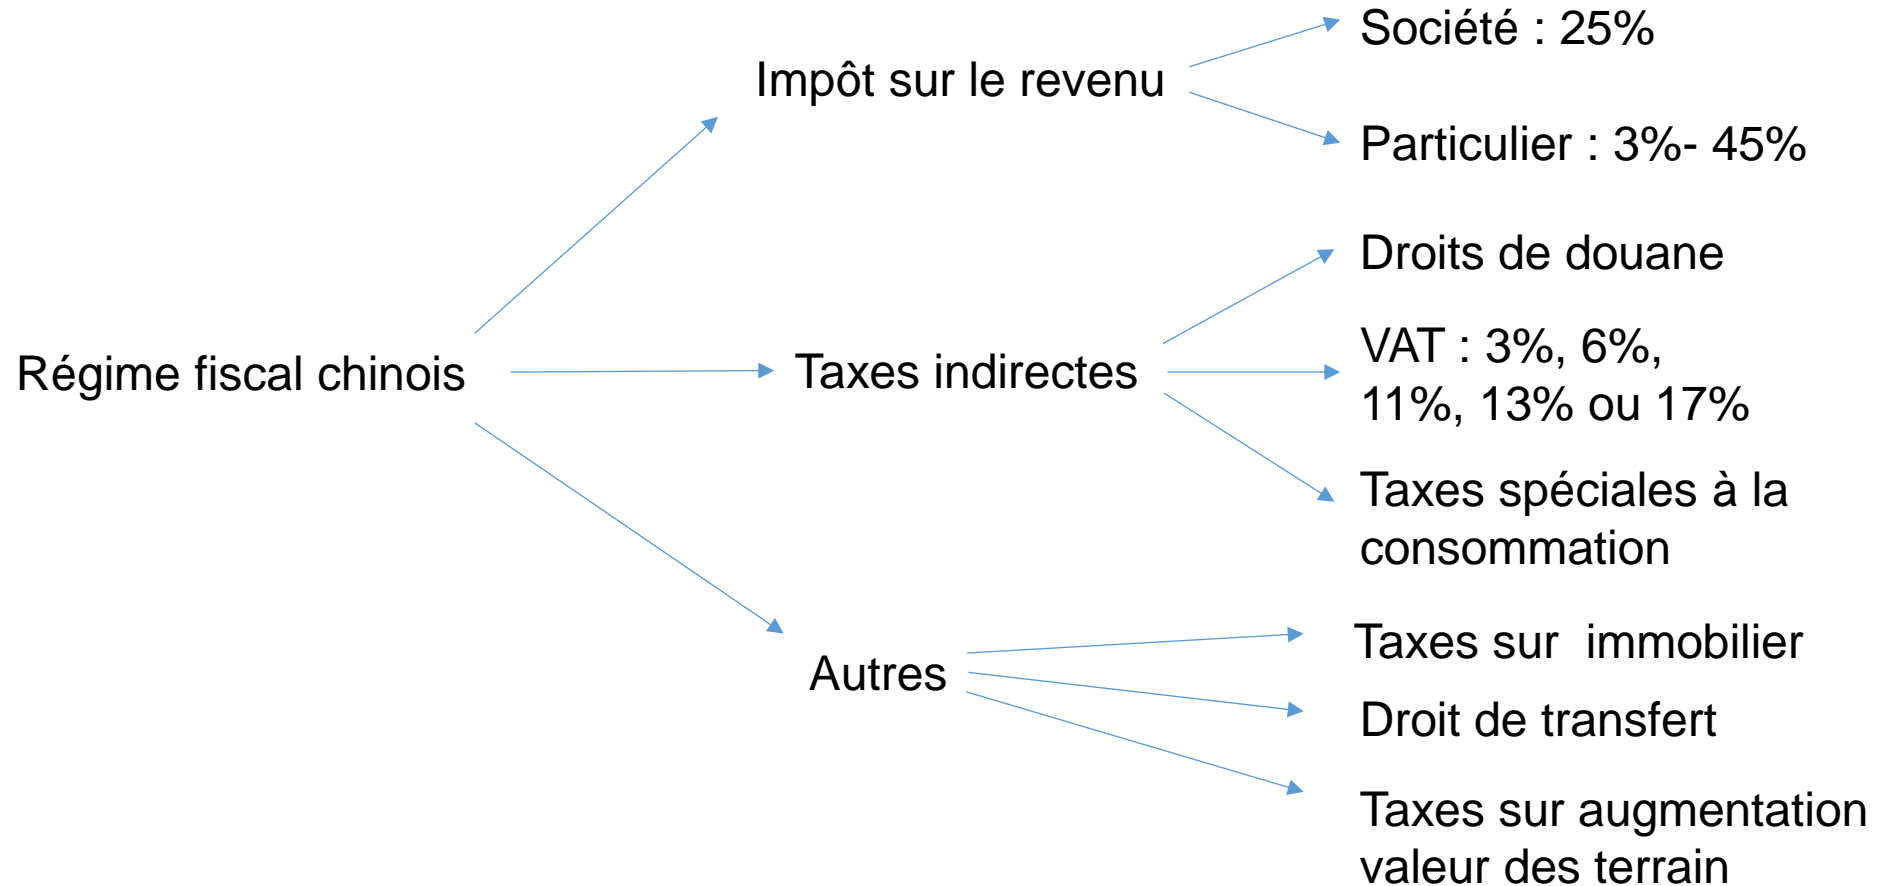 Régime fiscal chinois
Impôt sur le revenu
Société : 25%
Particulier : 3%- 45%
Taxes indirectes
Droits de douane
VAT : 3%, 6%,
11%, 13% ou 17%
Taxes spéciales à la
consommation
Autres
Taxes sur  immobilier
Droit de transfert
Taxes sur augmentation
valeur des terrain